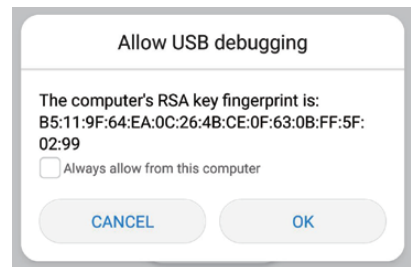 Allow USB debugging
The computer's RSA key fingerprint is:
B5:11:9F:64:EA:0C:26:4B:CE:0F:63:0B:FF:5F:
02:99
Always allow from this computer
CANCEL
OK